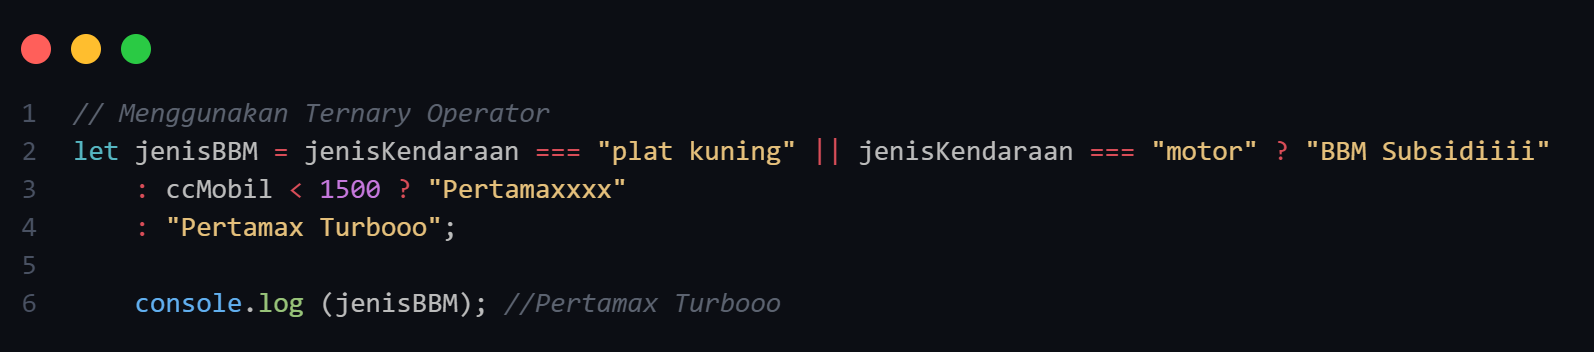 1 // Menggunakan Ternary Operator
2 let jenisBBM = jenisKendaraan === "plat kuning" || jenisKendaraan === "motor" ? "BBM Subsidiiii"
3     : ccMobil < 1500 ? "Pertamaxxxx"
4     : "Pertamax Turbooo";
5
6     console.log (jenisBBM); //Pertamax Turbooo